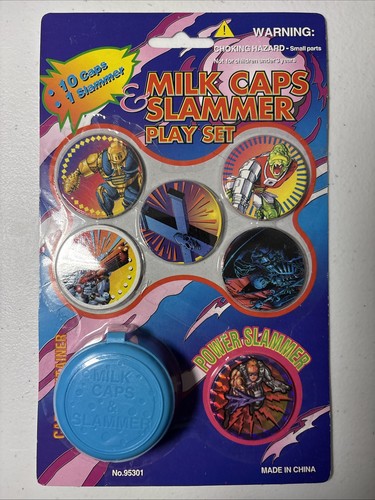 WARNING:
CHOKING HAZARD - Small parts
Not for children under 3 years
10 Caps
1 Slammer
MILK CAPS
& SLAMMER
PLAY SET
POWER SLAMMER
MILK
CAPS
&
SLAMMER
No.95301
MADE IN CHINA